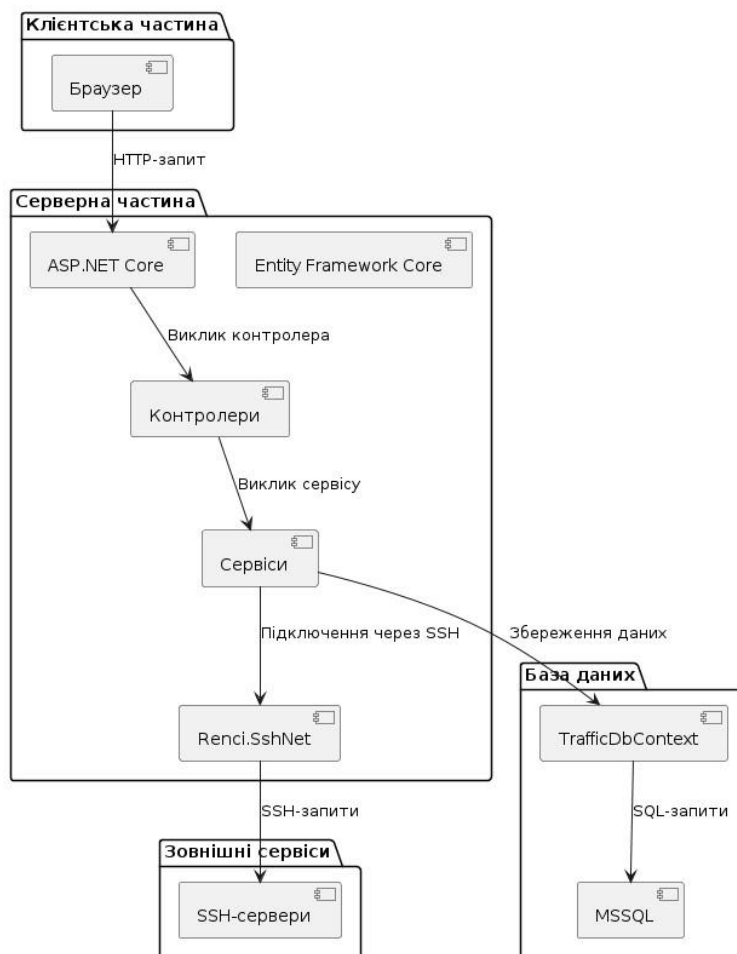 Клієнтська частина
Браузер
HTTP-запит
Серверна частина
ASP.NET Core
Entity Framework Core
Виклик контролера
Контролери
Виклик сервісу
Сервіси
Підключення через SSH
Збереження даних
База даних
Renci.SshNet
TrafficDbContext
SSH-запити
SQL-запити
Зовнішні сервіси
SSH-сервери
MSSQL